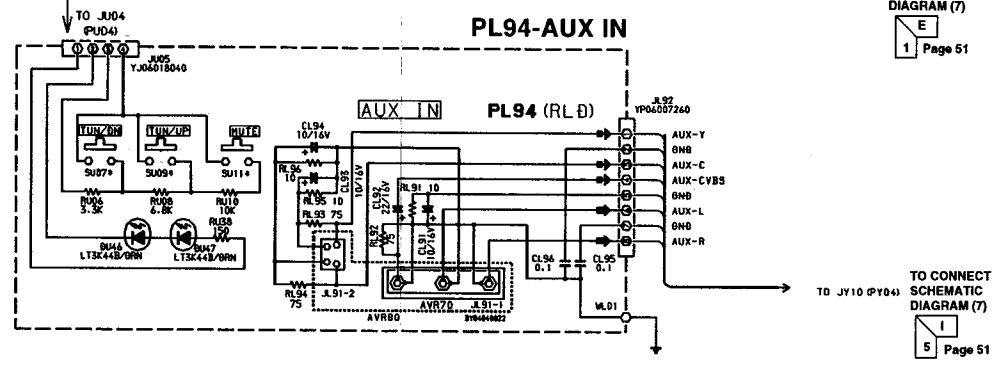 DIAGRAM (7)
E
1 Page 51
TO JU04
(PU04)
PL94-AUX IN
JU05
YJ06018040
AUX IN
PL94 (RLD)
JL92
YP06007260
TUN/DN
TUN/UP
MUTE
SU07*
SU09*
SU11*
RU06
3.3K
RU08
6.8K
RU10
10K
RU38
150
DU46
LT3K44B/GRN
DU47
LT3K44B/GRN
CL94
10/16V
RL96
10
CL93
10/16V
RL95 10
RL93 75
CL92
22/16V
RL91 10
RL92
75
CL91
10/16V
RL94
75
JL91-2
AVR80
AVR70
JL91-1
CL96
0.1
CL95
0.1
WL01
AUX-Y
GND
AUX-C
AUX-CVBS
GND
AUX-L
GND
AUX-R
TO JY10 (PY04)
TO CONNECT
SCHEMATIC
DIAGRAM (7)
I
5 Page 51